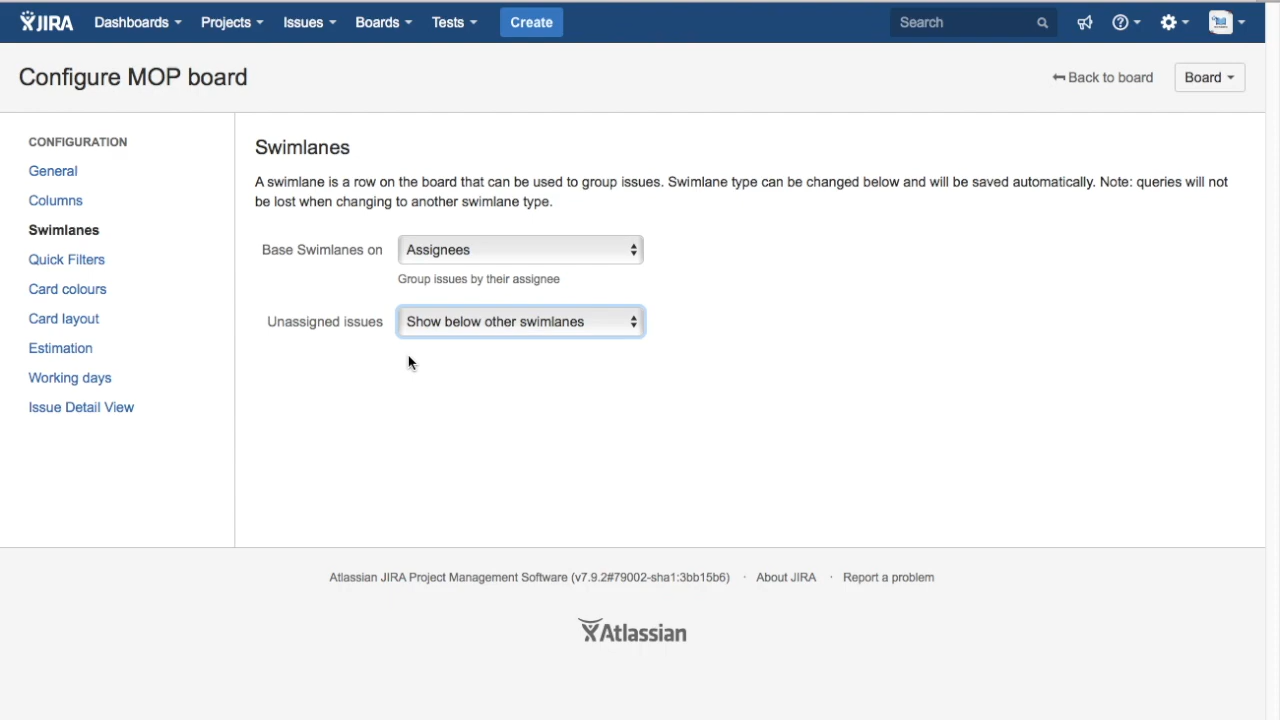 JIRA Dashboards Projects Issues Boards Tests Create Search
Configure MOP board
Back to board Board
CONFIGURATION
General
Columns
Swimlanes
Quick Filters
Card colours
Card layout
Estimation
Working days
Issue Detail View
Swimlanes
A swimlane is a row on the board that can be used to group issues. Swimlane type can be changed below and will be saved automatically. Note: queries will not
be lost when changing to another swimlane type.
Base Swimlanes on Assignees
Group issues by their assignee
Unassigned issues Show below other swimlanes
Atlassian JIRA Project Management Software (v7.9.2#79002-sha1:3bb15b6) · About JIRA · Report a problem
Atlassian